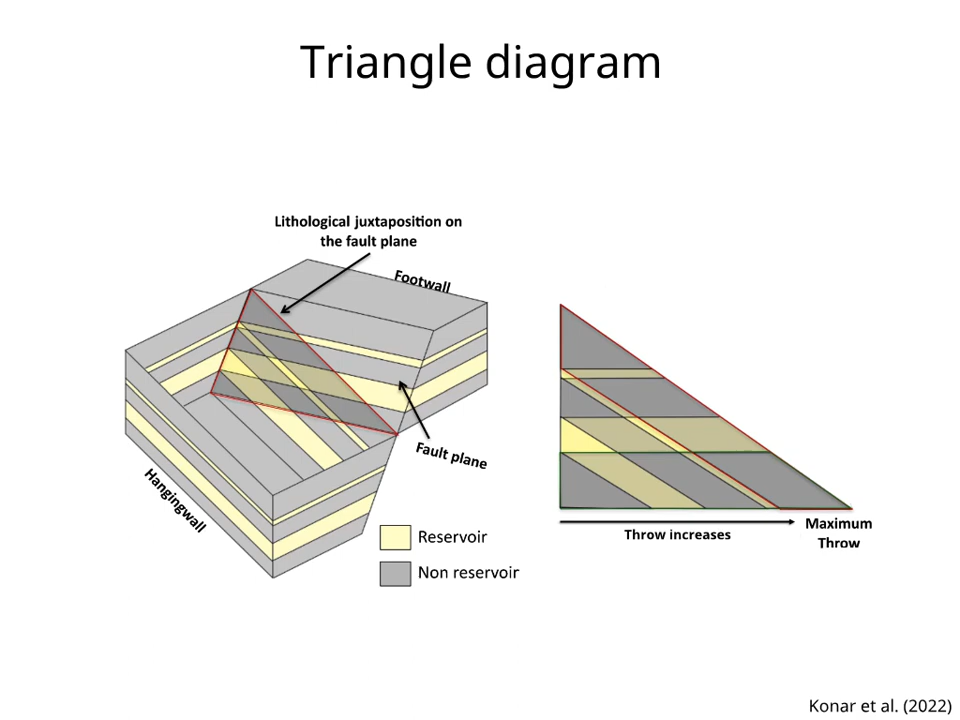 Triangle diagram
Lithological juxtaposition on
the fault plane
Footwall
Fault plane
Hangingwall
Reservoir
Non reservoir
Throw increases
Maximum
Throw
Konar et al. (2022)